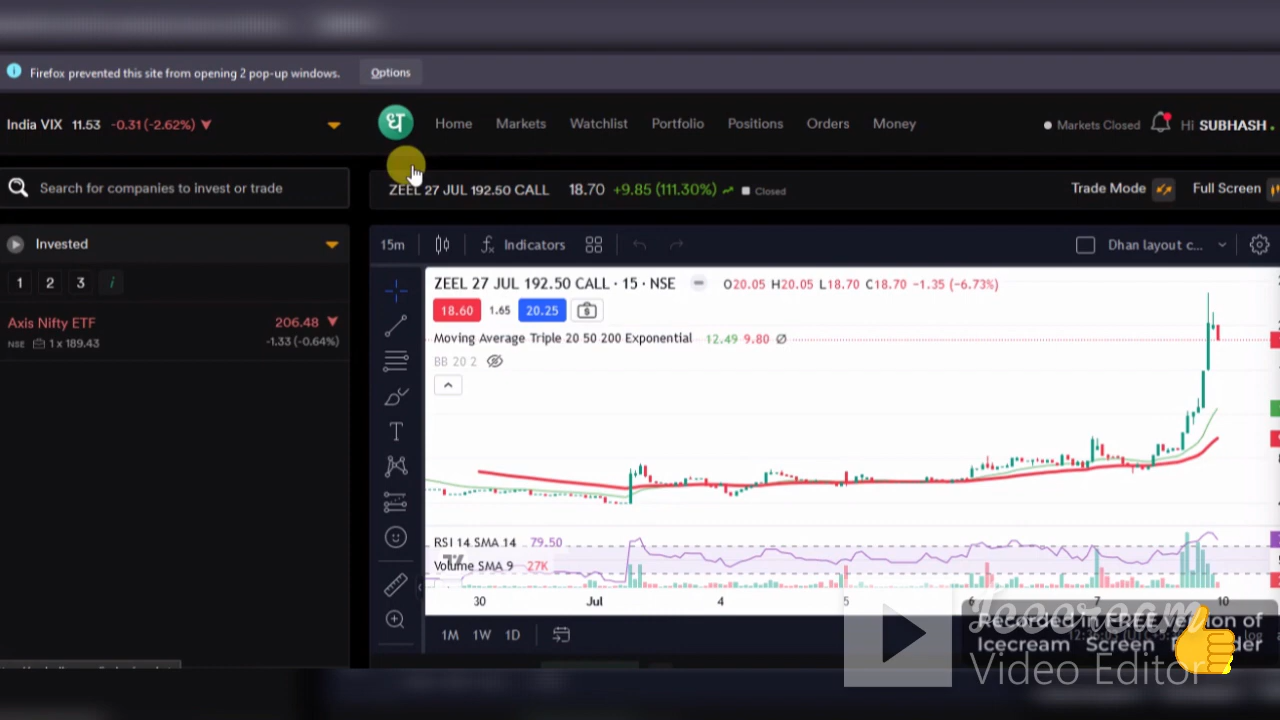 Firefox prevented this site from opening 2 pop-up windows. Options
India VIX 11.53 -0.31 (-2.62%)
ध Home Markets Watchlist Portfolio Positions Orders Money
Markets Closed Hi SUBHASH
Search for companies to invest or trade
ZEEL 27 JUL 192.50 CALL 18.70 +9.85 (111.30%) Closed
Trade Mode Full Screen
Invested
15m Indicators Dhan layout c...
1 2 3 i
ZEEL 27 JUL 192.50 CALL · 15 · NSE O20.05 H20.05 L18.70 C18.70 -1.35 (-6.73%)
18.60 1.65 20.25
Axis Nifty ETF 206.48
NSE 1 x 189.43 -1.33 (-0.64%)
Moving Average Triple 20 50 200 Exponential 12.49 9.80 ∅
BB 20 2
RSI 14 SMA 14 79.50
Volume SMA 9 27K
30 Jul 4 5 6 7 10
1M 1W 1D
Recorded in FREE version of
Icecream Screen
Icecream
Video Editor